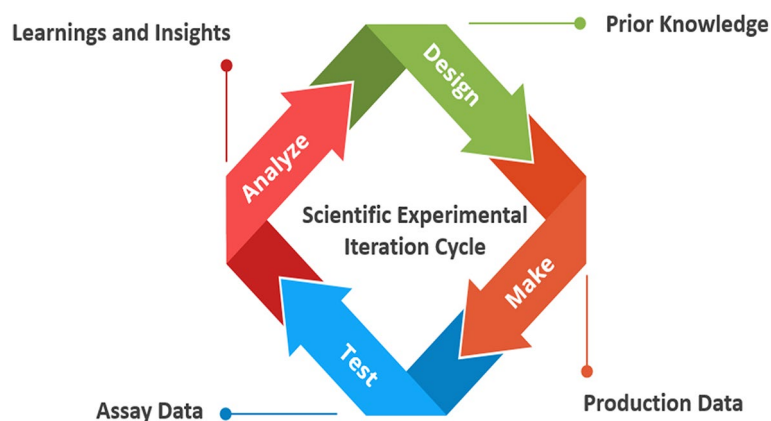 Learnings and Insights
Prior Knowledge
Design
Analyze
Scientific Experimental
Iteration Cycle
Make
Test
Production Data
Assay Data